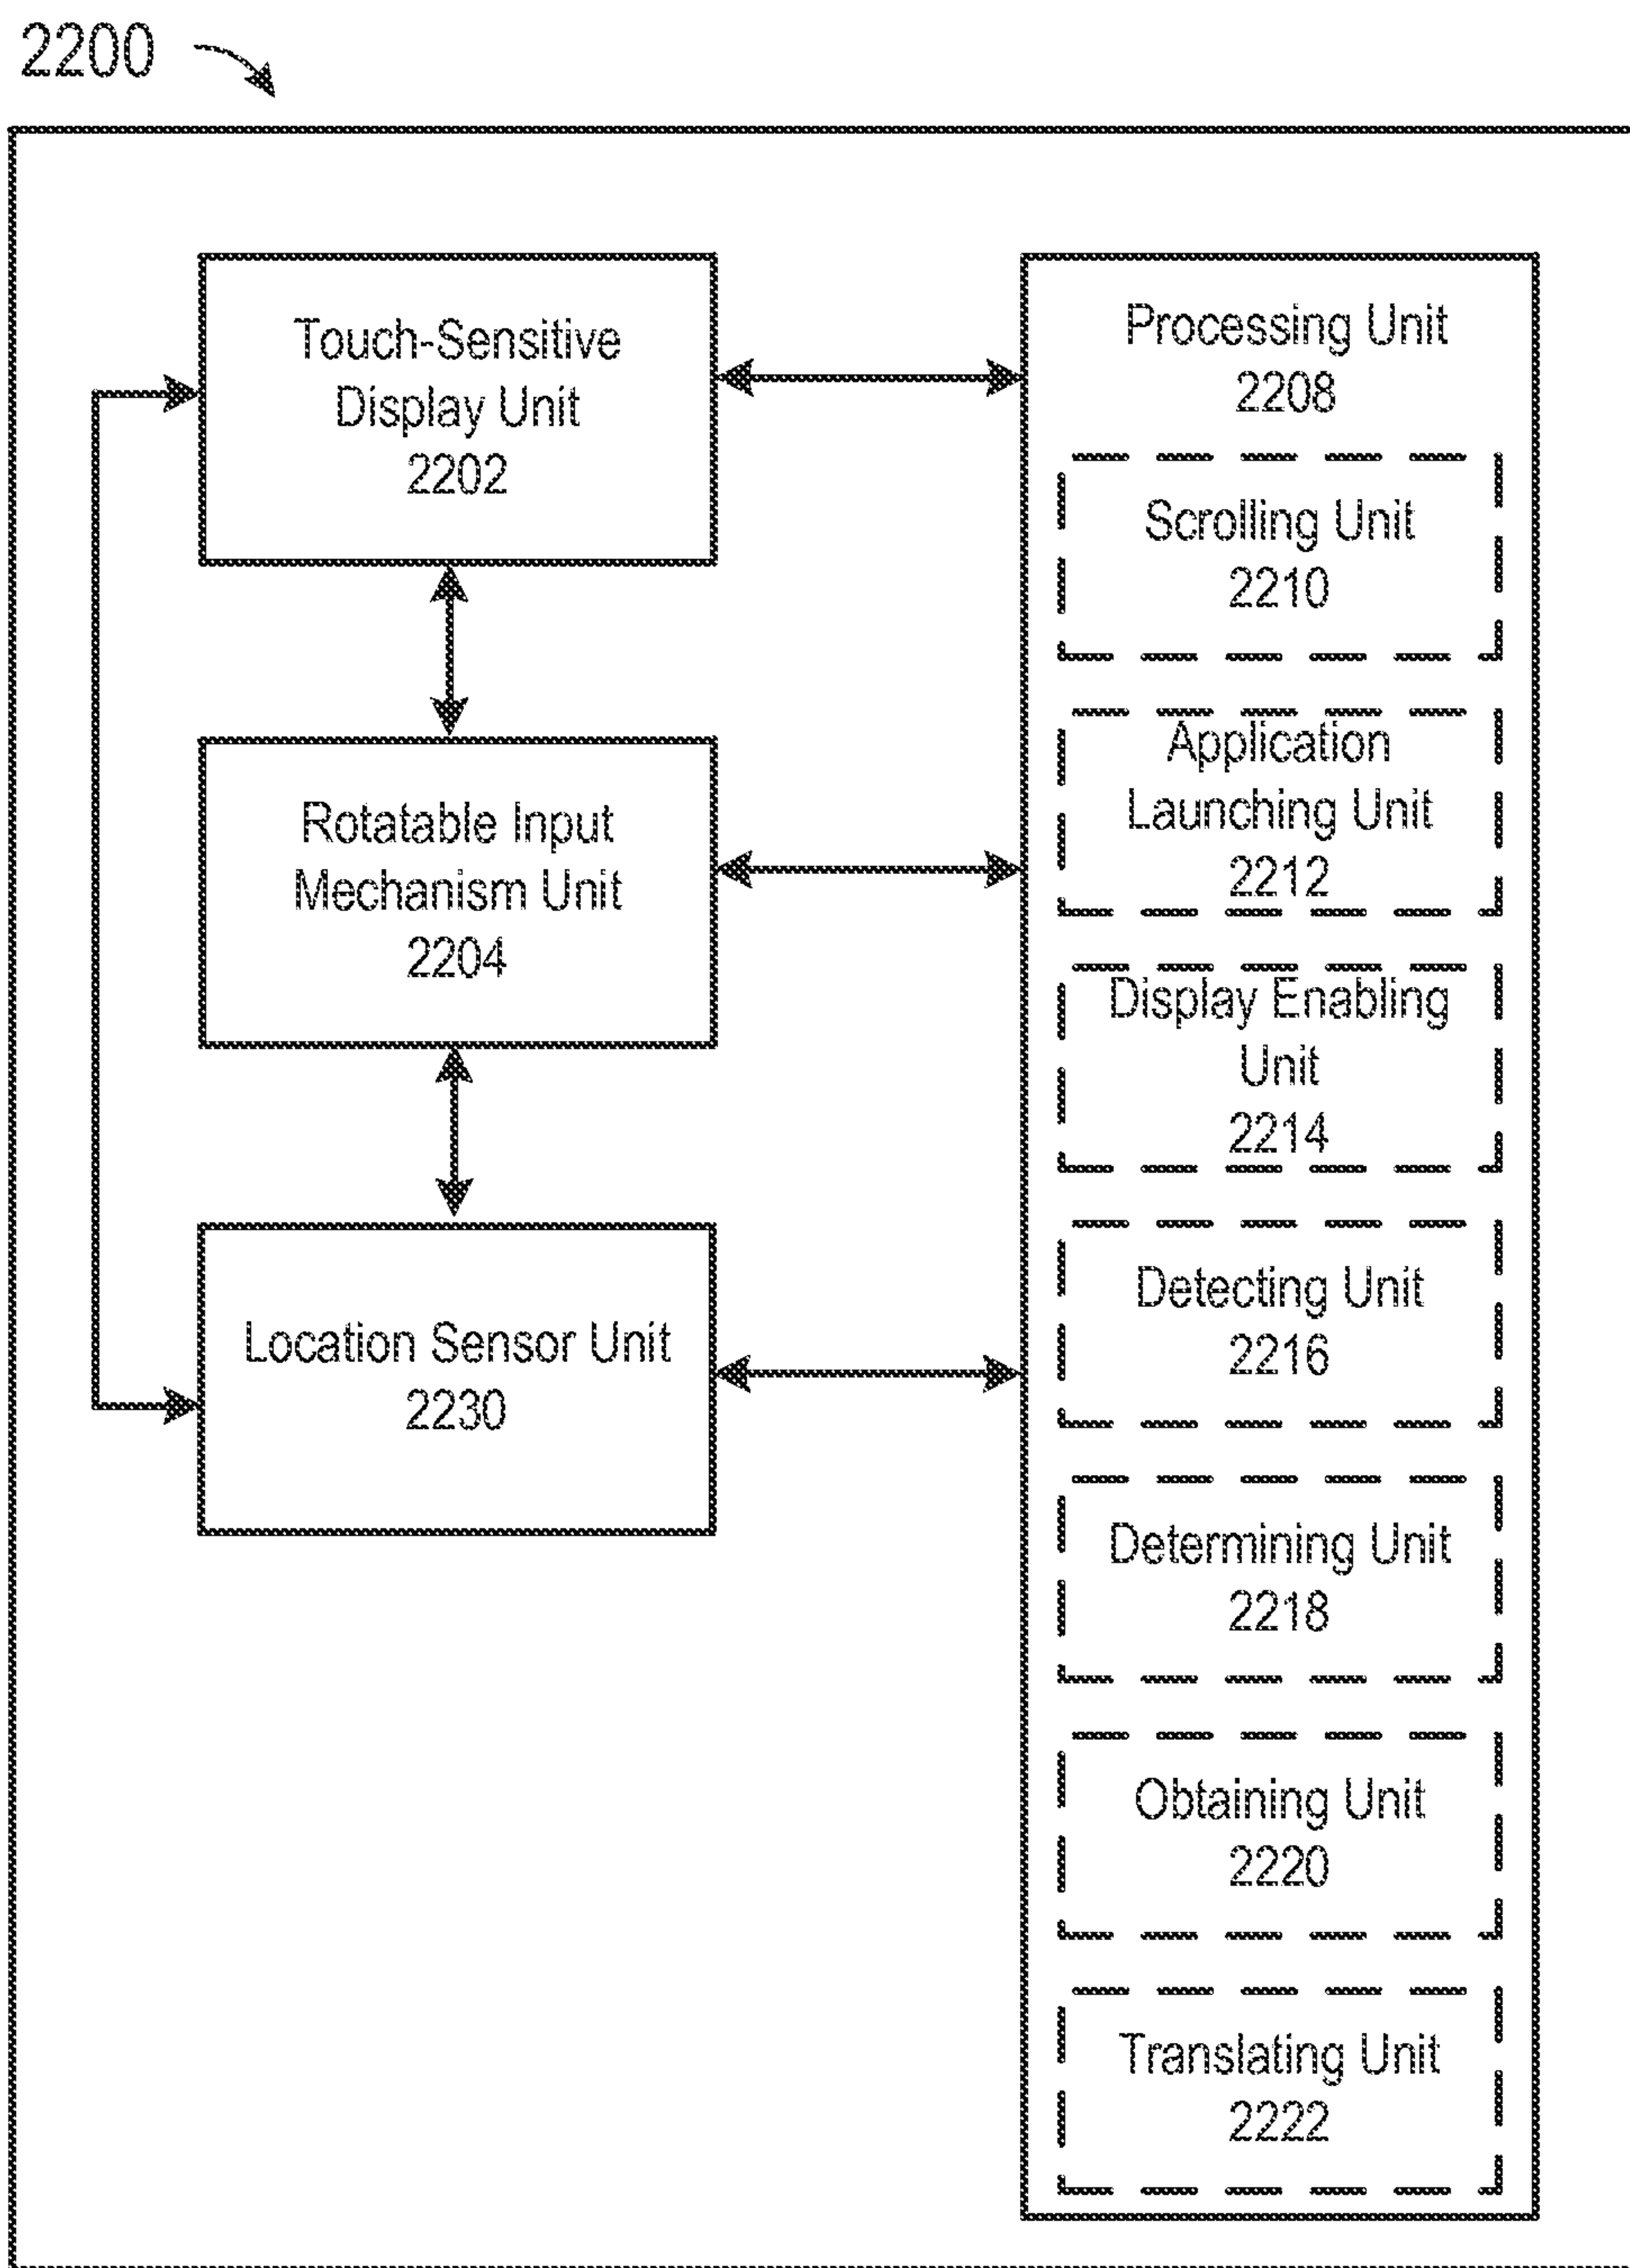 2200
Touch-Sensitive
Display Unit
2202
Rotatable Input
Mechanism Unit
2204
Location Sensor Unit
2230
Processing Unit
2208
Scrolling Unit
2210
Application
Launching Unit
2212
Display Enabling
Unit
2214
Detecting Unit
2216
Determining Unit
2218
Obtaining Unit
2220
Translating Unit
2222